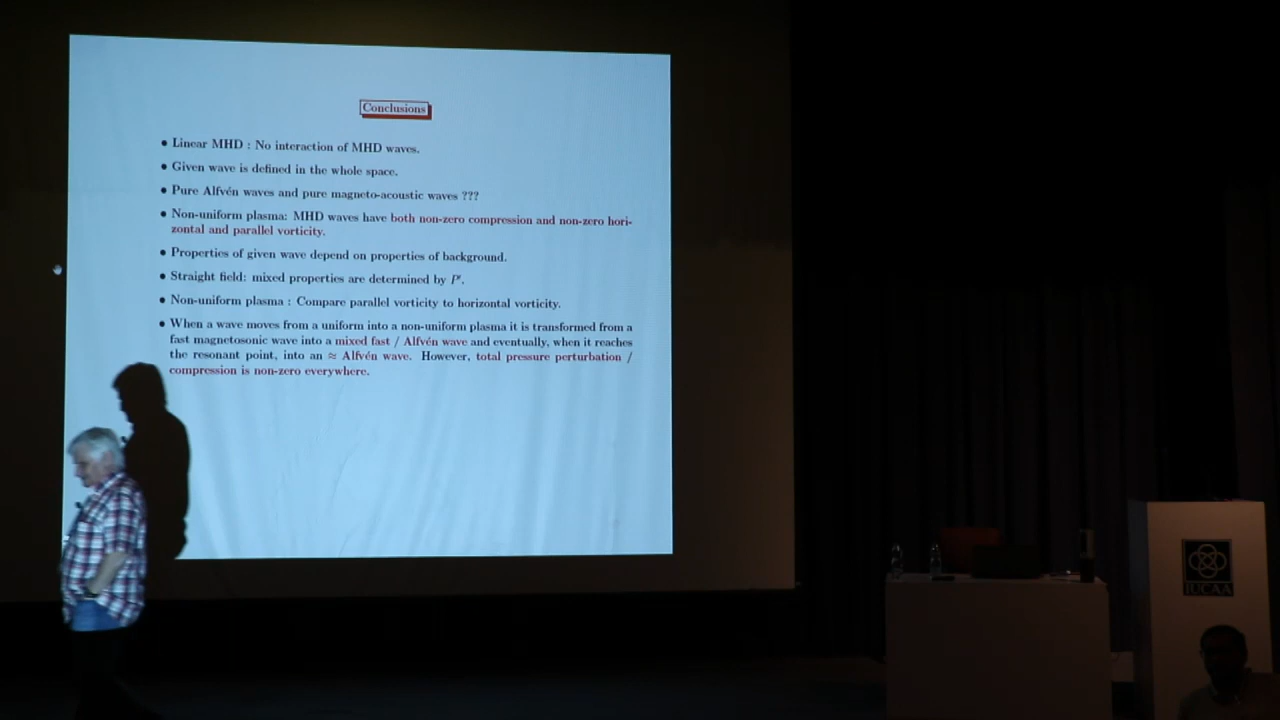 Conclusions
• Linear MHD : No interaction of MHD waves.
• Given wave is defined in the whole space.
• Pure Alfvén waves and pure magneto-acoustic waves ???
• Non-uniform plasma: MHD waves have both non-zero compression and non-zero hori-
zontal and parallel vorticity.
• Properties of given wave depend on properties of background.
• Straight field: mixed properties are determined by P′.
• Non-uniform plasma : Compare parallel vorticity to horizontal vorticity.
• When a wave moves from a uniform into a non-uniform plasma it is transformed from a
fast magnetosonic wave into a mixed fast / Alfvén wave and eventually, when it reaches
the resonant point, into an ≈ Alfvén wave. However, total pressure perturbation /
compression is non-zero everywhere.
IUCAA